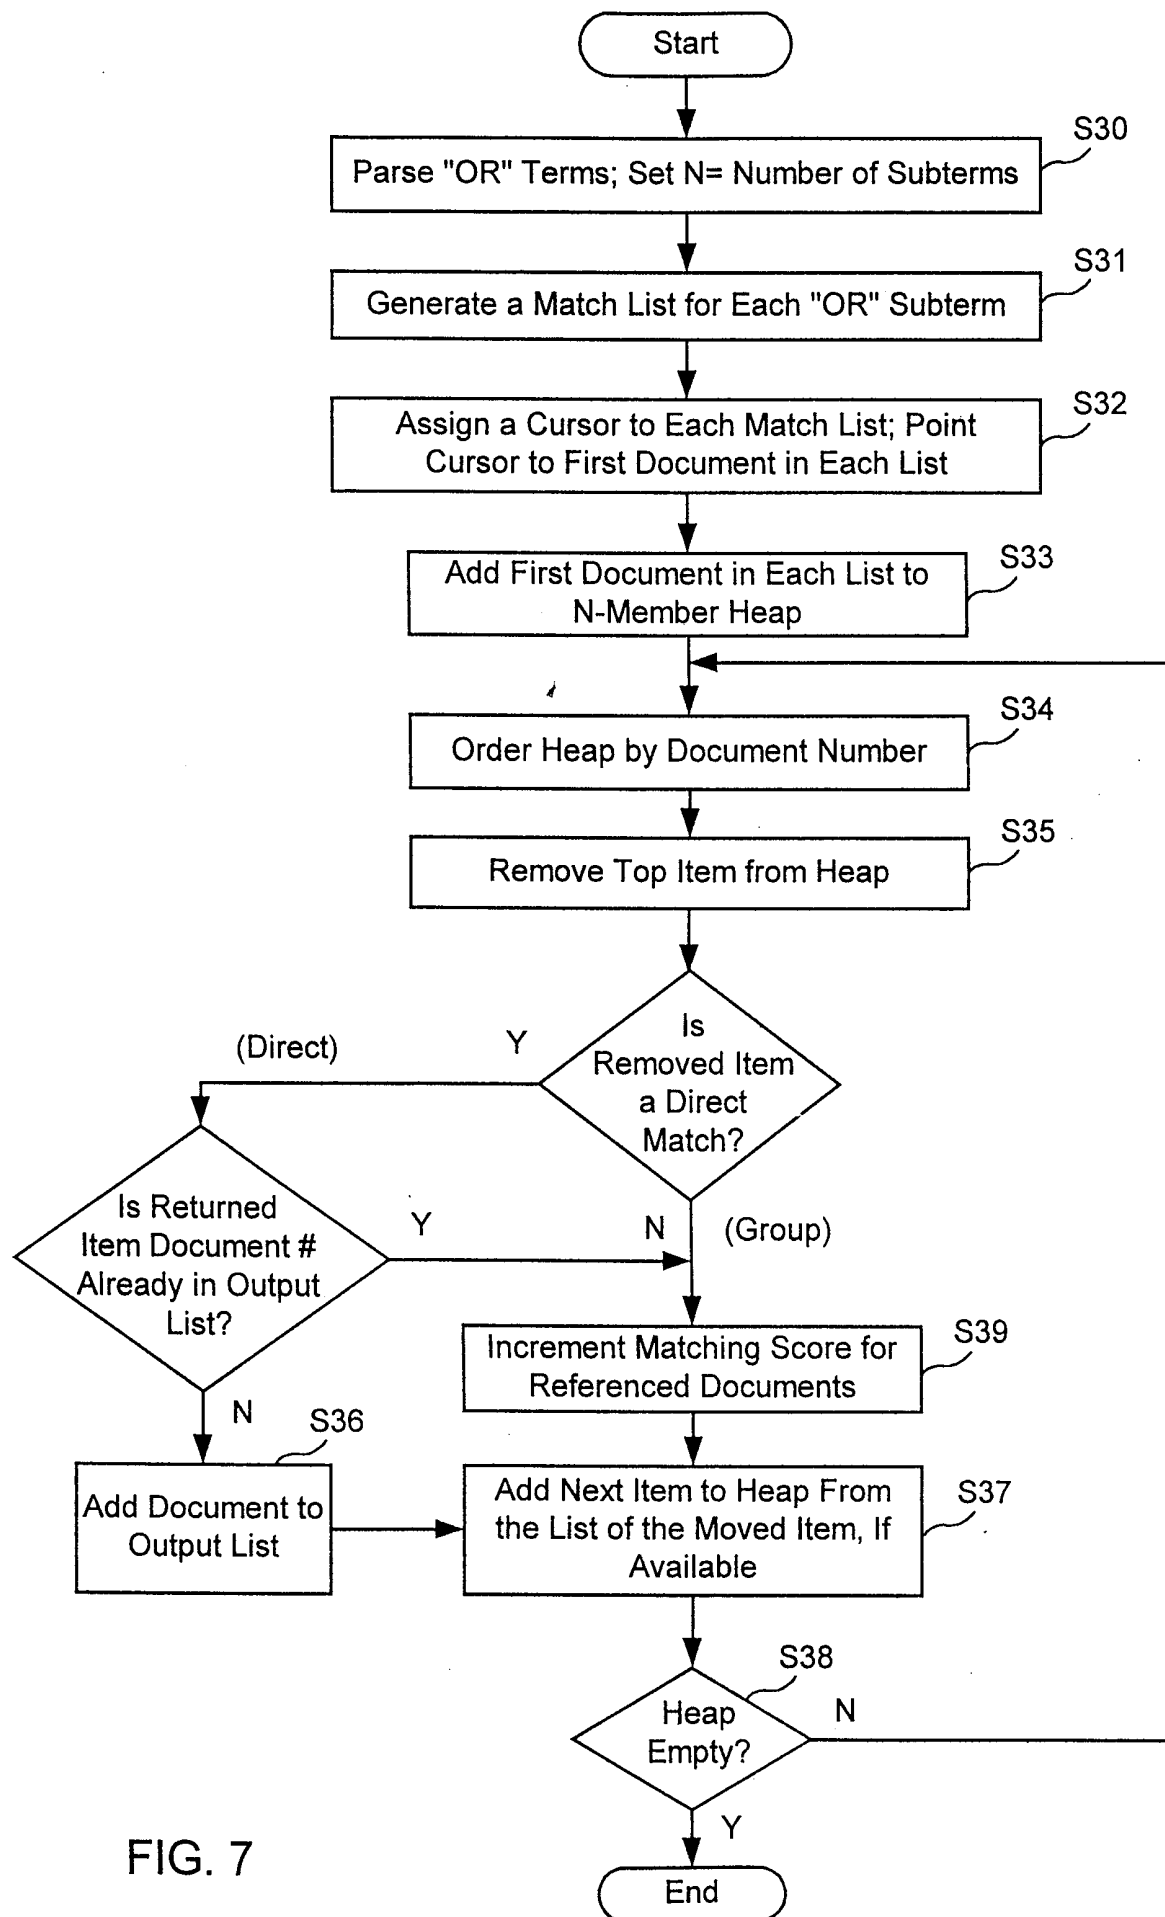 Start
S30
Parse "OR" Terms; Set N= Number of Subterms
S31
Generate a Match List for Each "OR" Subterm
S32
Assign a Cursor to Each Match List; Point
Cursor to First Document in Each List
S33
Add First Document in Each List to
N-Member Heap
S34
Order Heap by Document Number
S35
Remove Top Item from Heap
Is
Removed Item
a Direct
Match?
(Direct)
Y
Is Returned
Item Document #
Already in Output
List?
Y
N
(Group)
S39
Increment Matching Score for
Referenced Documents
N
S36
Add Document to
Output List
S37
Add Next Item to Heap From
the List of the Moved Item, If
Available
S38
Heap
Empty?
N
Y
End
FIG. 7